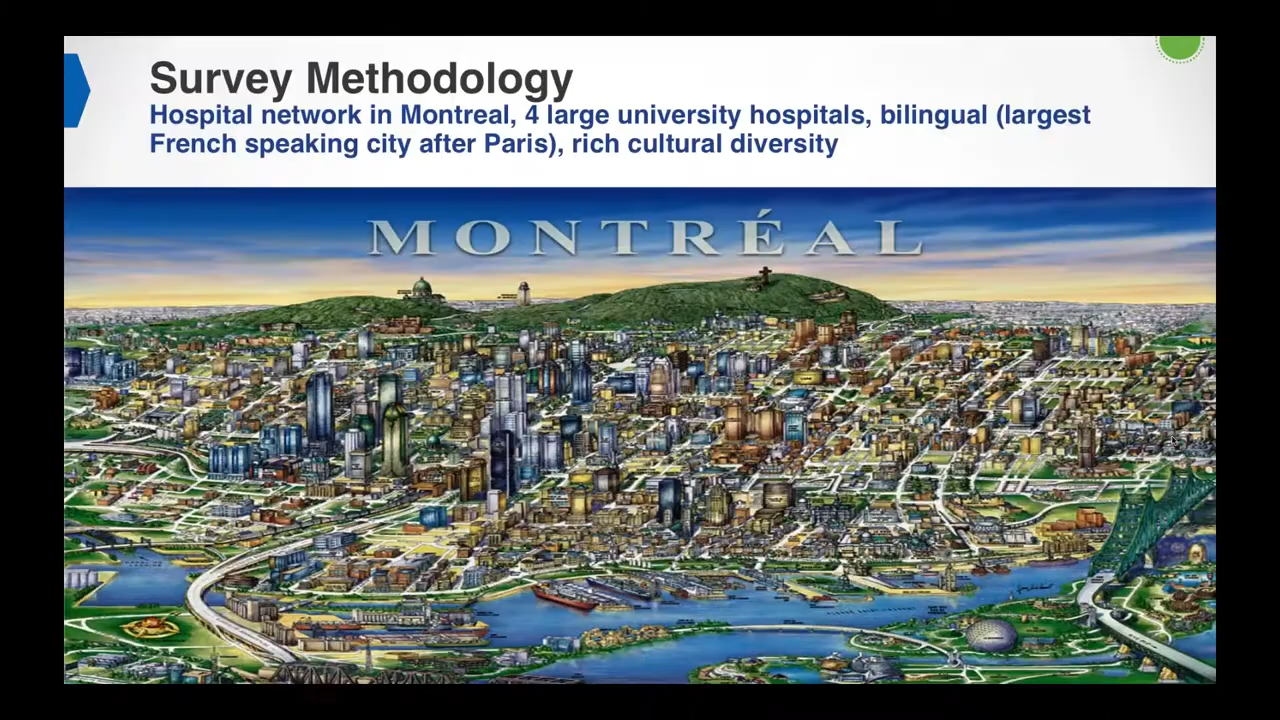 Survey Methodology
Hospital network in Montreal, 4 large university hospitals, bilingual (largest
French speaking city after Paris), rich cultural diversity
MONTRÉAL